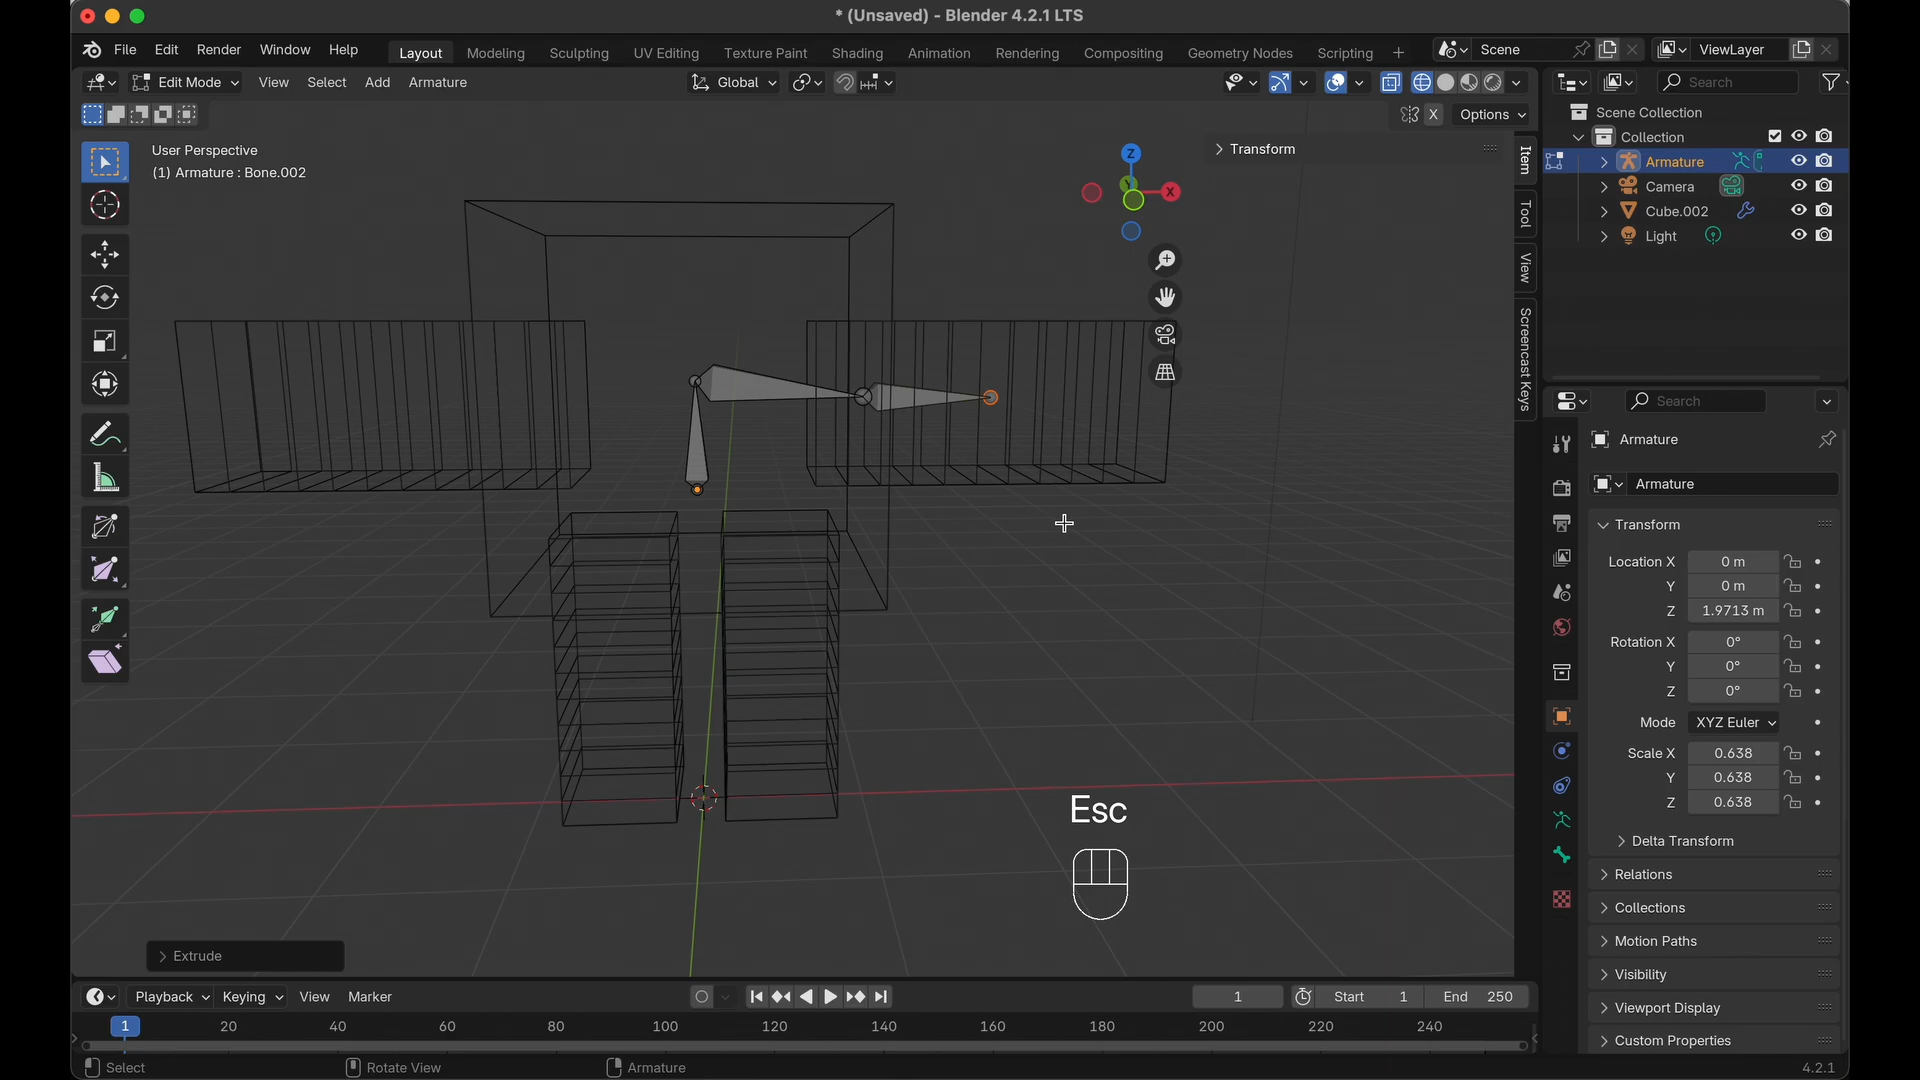 * (Unsaved) - Blender 4.2.1 LTS
File Edit Render Window Help Layout Modeling Sculpting UV Editing Texture Paint Shading Animation Rendering Compositing Geometry Nodes Scripting + Scene ViewLayer
Edit Mode View Select Add Armature Global Search
X Options
Scene Collection
Collection
Armature
Camera
Cube.002
Light
User Perspective
(1) Armature : Bone.002
Transform
Z
Y
X
Item
Tool
View
Screencast Keys
Search
Armature
Armature
Transform
Location X 0 m
Y 0 m
Z 1.9713 m
Rotation X 0°
Y 0°
Z 0°
Mode XYZ Euler
Scale X 0.638
Y 0.638
Z 0.638
Delta Transform
Relations
Collections
Motion Paths
Visibility
Viewport Display
Custom Properties
Esc
Extrude
Playback Keying View Marker 1 Start 1 End 250
1 20 40 60 80 100 120 140 160 180 200 220 240
Select Rotate View Armature 4.2.1